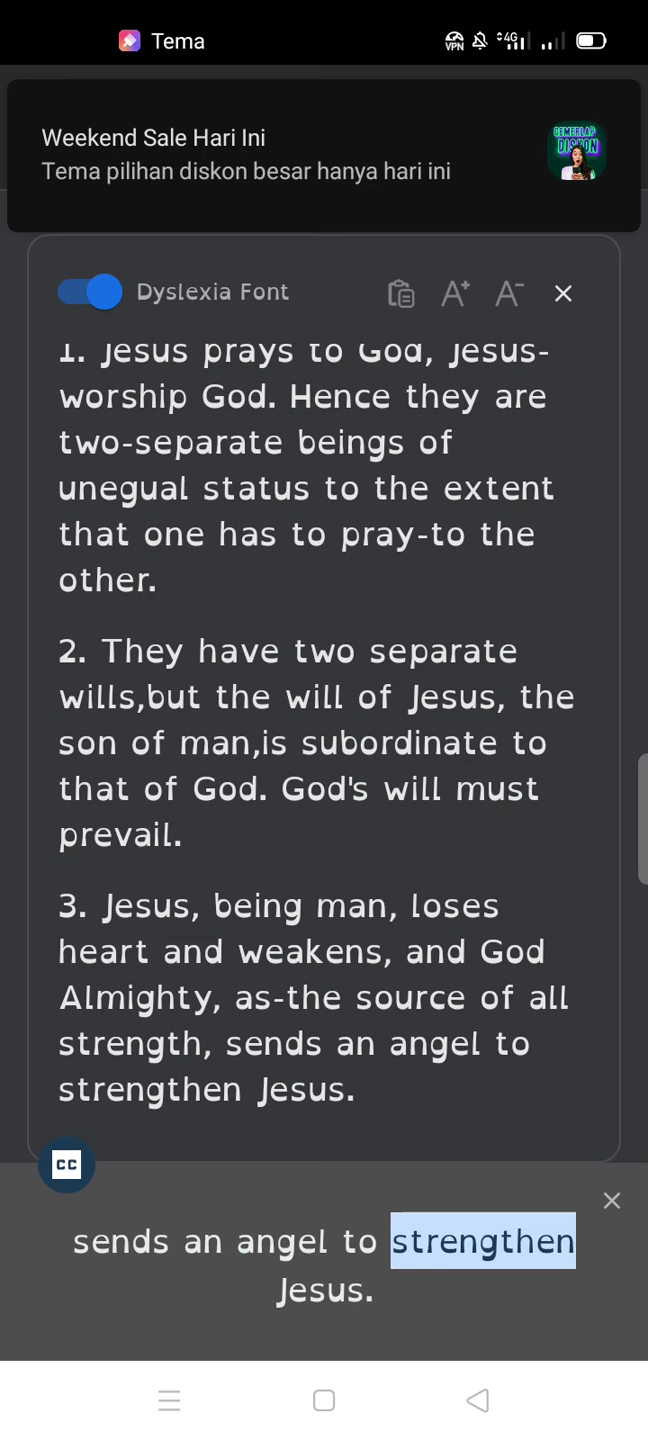 Tema
VPN 4G
Weekend Sale Hari Ini
Tema pilihan diskon besar hanya hari ini
GEMERLAP
DISKON
Dyslexia Font
A+ A-
1. Jesus prays to God, Jesus-
worship God. Hence they are
two-separate beings of
unegual status to the extent
that one has to pray-to the
other.
2. They have two separate
wills,but the will of Jesus, the
son of man,is subordinate to
that of God. God's will must
prevail.
3. Jesus, being man, loses
heart and weakens, and God
Almighty, as-the source of all
strength, sends an angel to
strengthen Jesus.
CC
sends an angel to strengthen
Jesus.